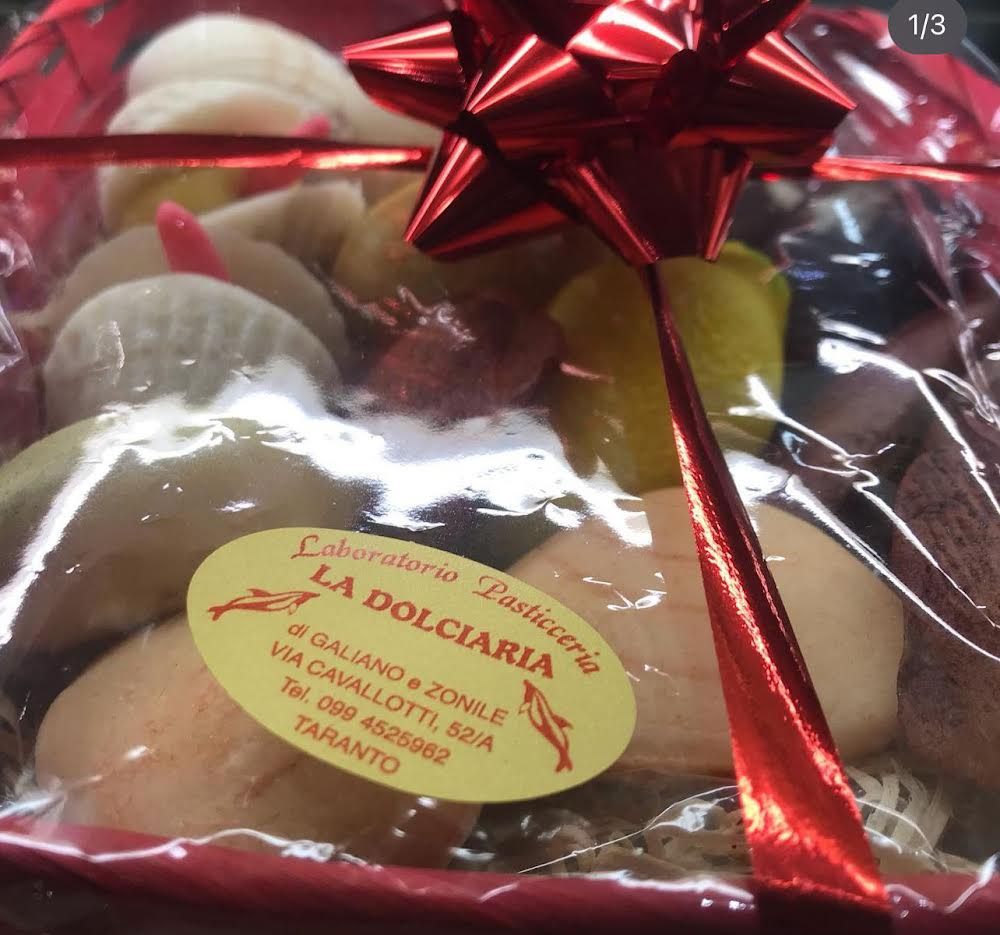 1/3
Laboratorio Pasticceria
LA DOLCIARIA
di GALIANO e ZONILE
VIA CAVALLOTTI, 52/A
Tel. 099 4525962
TARANTO